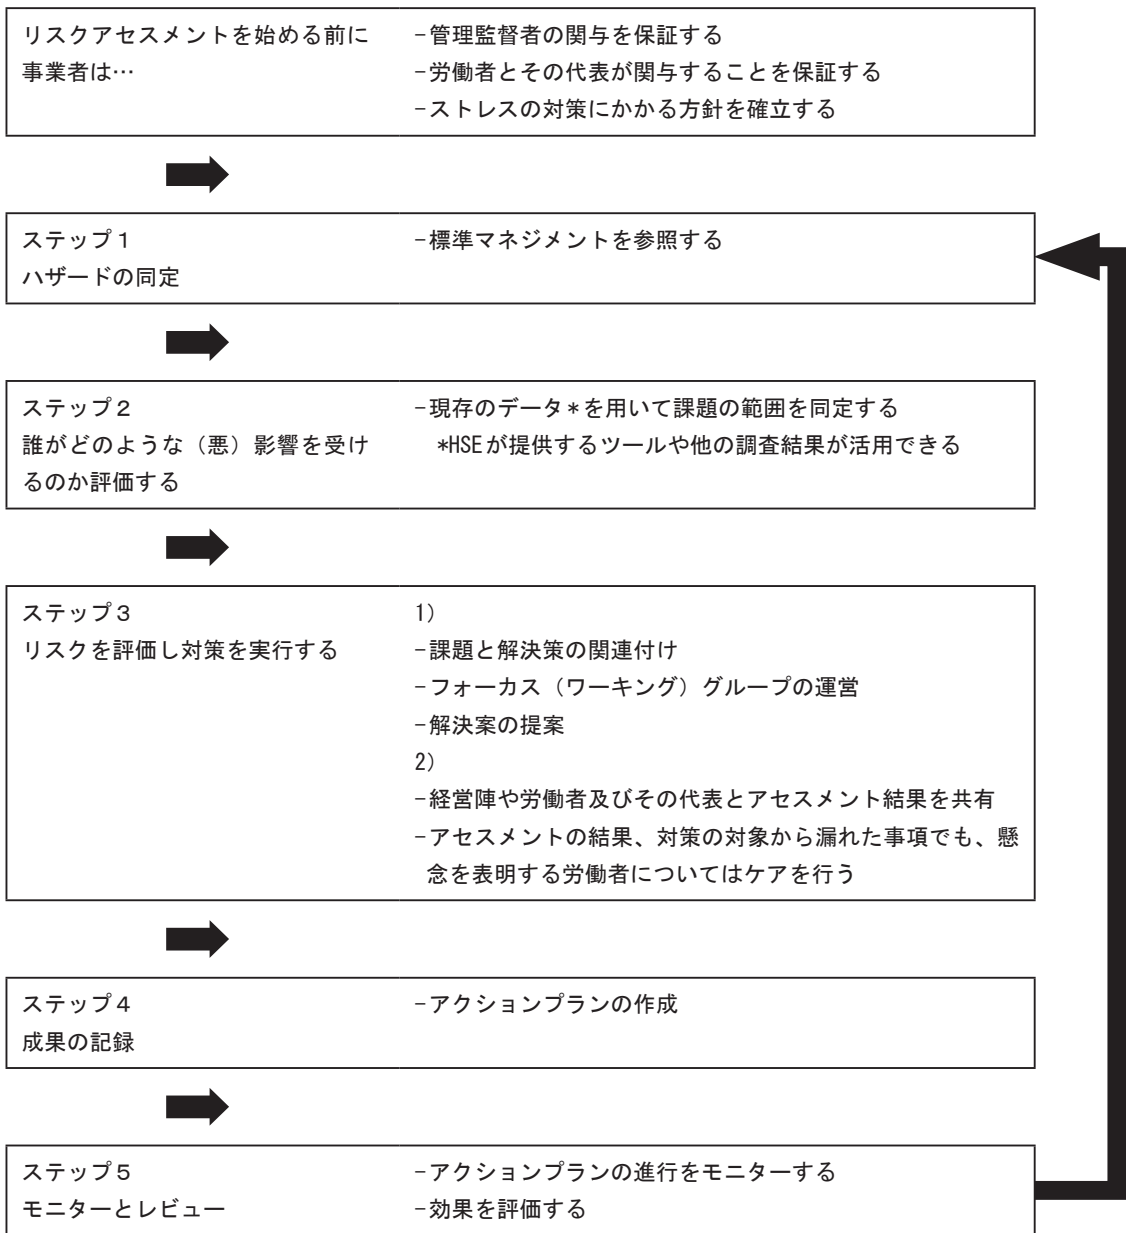 リスクアセスメントを始める前に
事業者は…
-管理監督者の関与を保証する
-労働者とその代表が関与することを保証する
-ストレスの対策にかかる方針を確立する
ステップ１
ハザードの同定
-標準マネジメントを参照する
ステップ２
誰がどのような（悪）影響を受け
るのか評価する
-現存のデータ＊を用いて課題の範囲を同定する
*HSEが提供するツールや他の調査結果が活用できる
ステップ３
リスクを評価し対策を実行する
1)
-課題と解決策の関連付け
-フォーカス（ワーキング）グループの運営
-解決案の提案
2)
-経営陣や労働者及びその代表とアセスメント結果を共有
-アセスメントの結果、対策の対象から漏れた事項でも、懸
念を表明する労働者についてはケアを行う
ステップ４
成果の記録
-アクションプランの作成
ステップ５
モニターとレビュー
-アクションプランの進行をモニターする
-効果を評価する